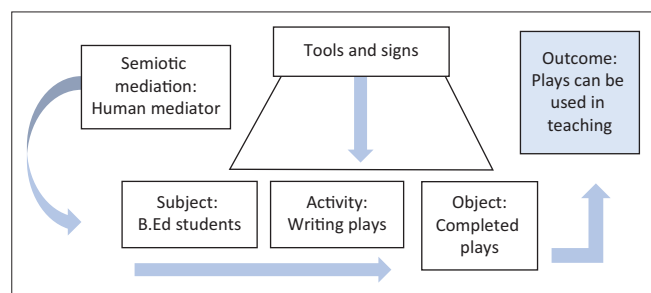 Semiotic
mediation:
Human mediator
Tools and signs
Outcome:
Plays can be
used in
teaching
Subject:
B.Ed students
Activity:
Writing plays
Object:
Completed
plays